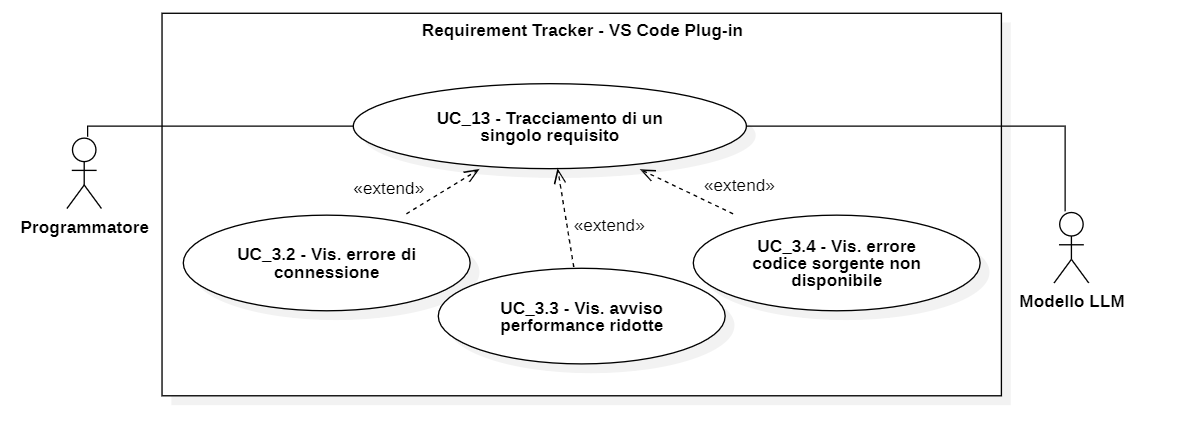 Requirement Tracker - VS Code Plug-in
UC_13 - Tracciamento di un
singolo requisito
«extend»
«extend»
«extend»
Programmatore
UC_3.2 - Vis. errore di
connessione
UC_3.3 - Vis. avviso
performance ridotte
UC_3.4 - Vis. errore
codice sorgente non
disponibile
Modello LLM